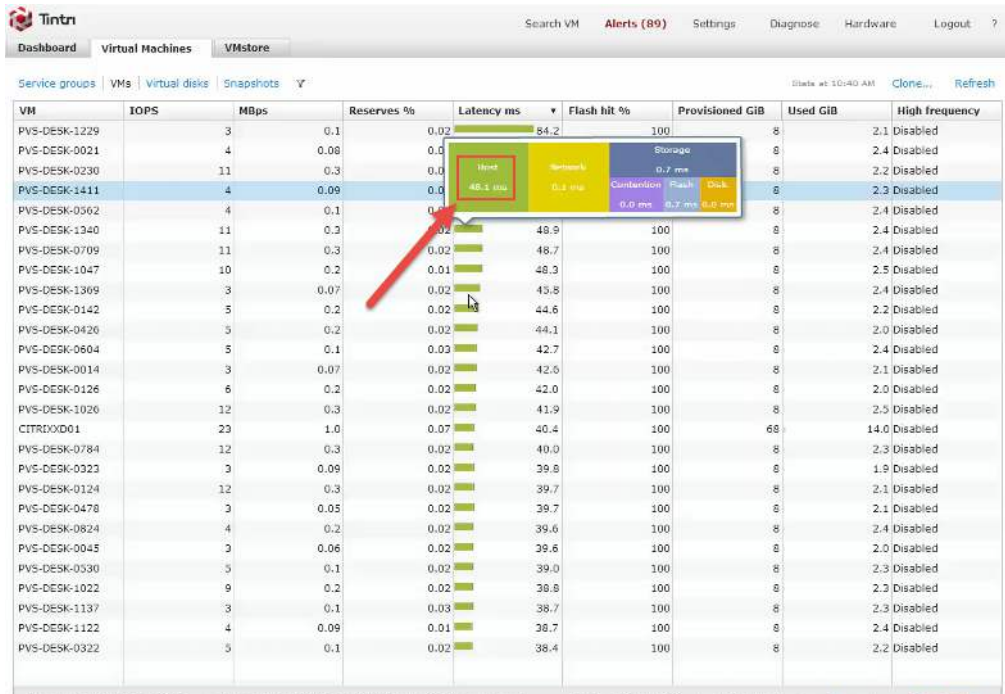 Tintri
Search VM Alerts (89) Settings Diagnose Hardware Logout ?
Dashboard Virtual Machines VMstore
Service groups VMs Virtual disks Snapshots Stats at 10:40 AM Clone... Refresh
VM IOPS MBps Reserves % Latency ms Flash hit % Provisioned GiB Used GiB High frequency
PVS-DESK-1229 3 0.1 0.02 84.2 100 8 2.1 Disabled
PVS-DESK-0021 4 0.08 2.4 Disabled
PVS-DESK-0230 11 0.3 2.2 Disabled
PVS-DESK-1411 4 0.09 8 2.3 Disabled
PVS-DESK-0562 4 0.1 8 2.4 Disabled
Host 48.1 ms Network Storage 0.7 ms
Contention 0.0 ms Flash 0.7 ms Disk 0.0 ms
PVS-DESK-1340 11 0.3 0.02 48.9 100 8 2.4 Disabled
PVS-DESK-0709 11 0.3 0.02 48.7 100 8 2.4 Disabled
PVS-DESK-1047 10 0.2 0.01 48.3 100 8 2.5 Disabled
PVS-DESK-1369 3 0.07 0.02 45.8 100 8 2.4 Disabled
PVS-DESK-0142 5 0.2 0.02 44.6 100 8 2.2 Disabled
PVS-DESK-0426 5 0.2 0.02 44.1 100 8 2.0 Disabled
PVS-DESK-0604 5 0.1 0.03 42.7 100 8 2.4 Disabled
PVS-DESK-0014 3 0.07 0.02 42.6 100 8 2.1 Disabled
PVS-DESK-0126 6 0.2 0.02 42.0 100 8 2.0 Disabled
PVS-DESK-1026 12 0.3 0.02 41.9 100 8 2.5 Disabled
CITRIXXD01 23 1.0 0.07 40.4 100 68 14.0 Disabled
PVS-DESK-0784 12 0.3 0.02 40.0 100 8 2.3 Disabled
PVS-DESK-0323 3 0.09 0.02 39.8 100 8 1.9 Disabled
PVS-DESK-0124 12 0.3 0.02 39.7 100 8 2.1 Disabled
PVS-DESK-0478 3 0.05 0.02 39.7 100 8 2.1 Disabled
PVS-DESK-0824 4 0.2 0.02 39.6 100 8 2.4 Disabled
PVS-DESK-0045 3 0.06 0.02 39.6 100 8 2.0 Disabled
PVS-DESK-0530 5 0.1 0.02 39.0 100 8 2.3 Disabled
PVS-DESK-1022 9 0.2 0.02 38.8 100 8 2.3 Disabled
PVS-DESK-1137 3 0.1 0.03 38.7 100 8 2.3 Disabled
PVS-DESK-1122 4 0.09 0.01 38.7 100 8 2.4 Disabled
PVS-DESK-0322 5 0.1 0.02 38.4 100 8 2.2 Disabled